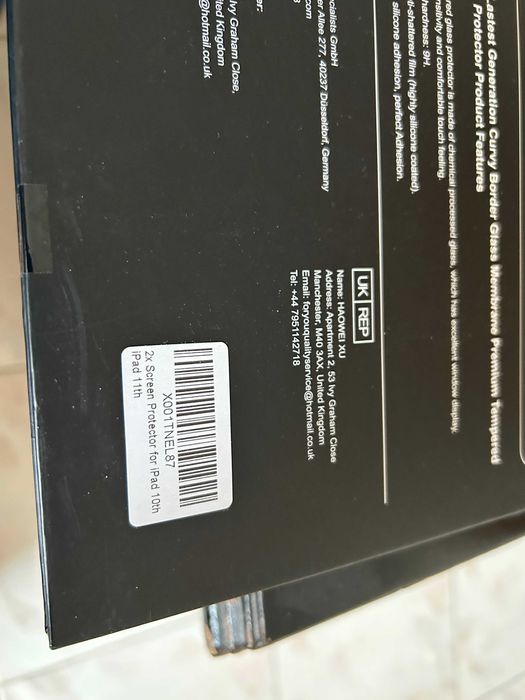 Lastest Generation Curvy Border Glass Membrane Premium Tempered
Protector Product Features
red glass protector is made of chemical processed glass, which has excellent window display,
nsitivity and comfortable touch feeling.
hardness: 9H.
ti-shattered film (highly silicone coated).
silicone adhesion, perfect Adhesion.
cialists GmbH
er Allee 277, 40237 Düsseldorf, Germany
com
er:
Ivy Graham Close,
ted Kingdom
@hotmail.co.uk
UK REP
Name: HAOWEI XU
Address: Apartment 2, 53 Ivy Graham Close
Manchester, M40 3AX, United Kingdom
Email: foryouqualityservice@hotmail.co.uk
Tel: +44 7951142718
X001TNEL87
2x Screen Protector for iPad 10th
iPad 11th